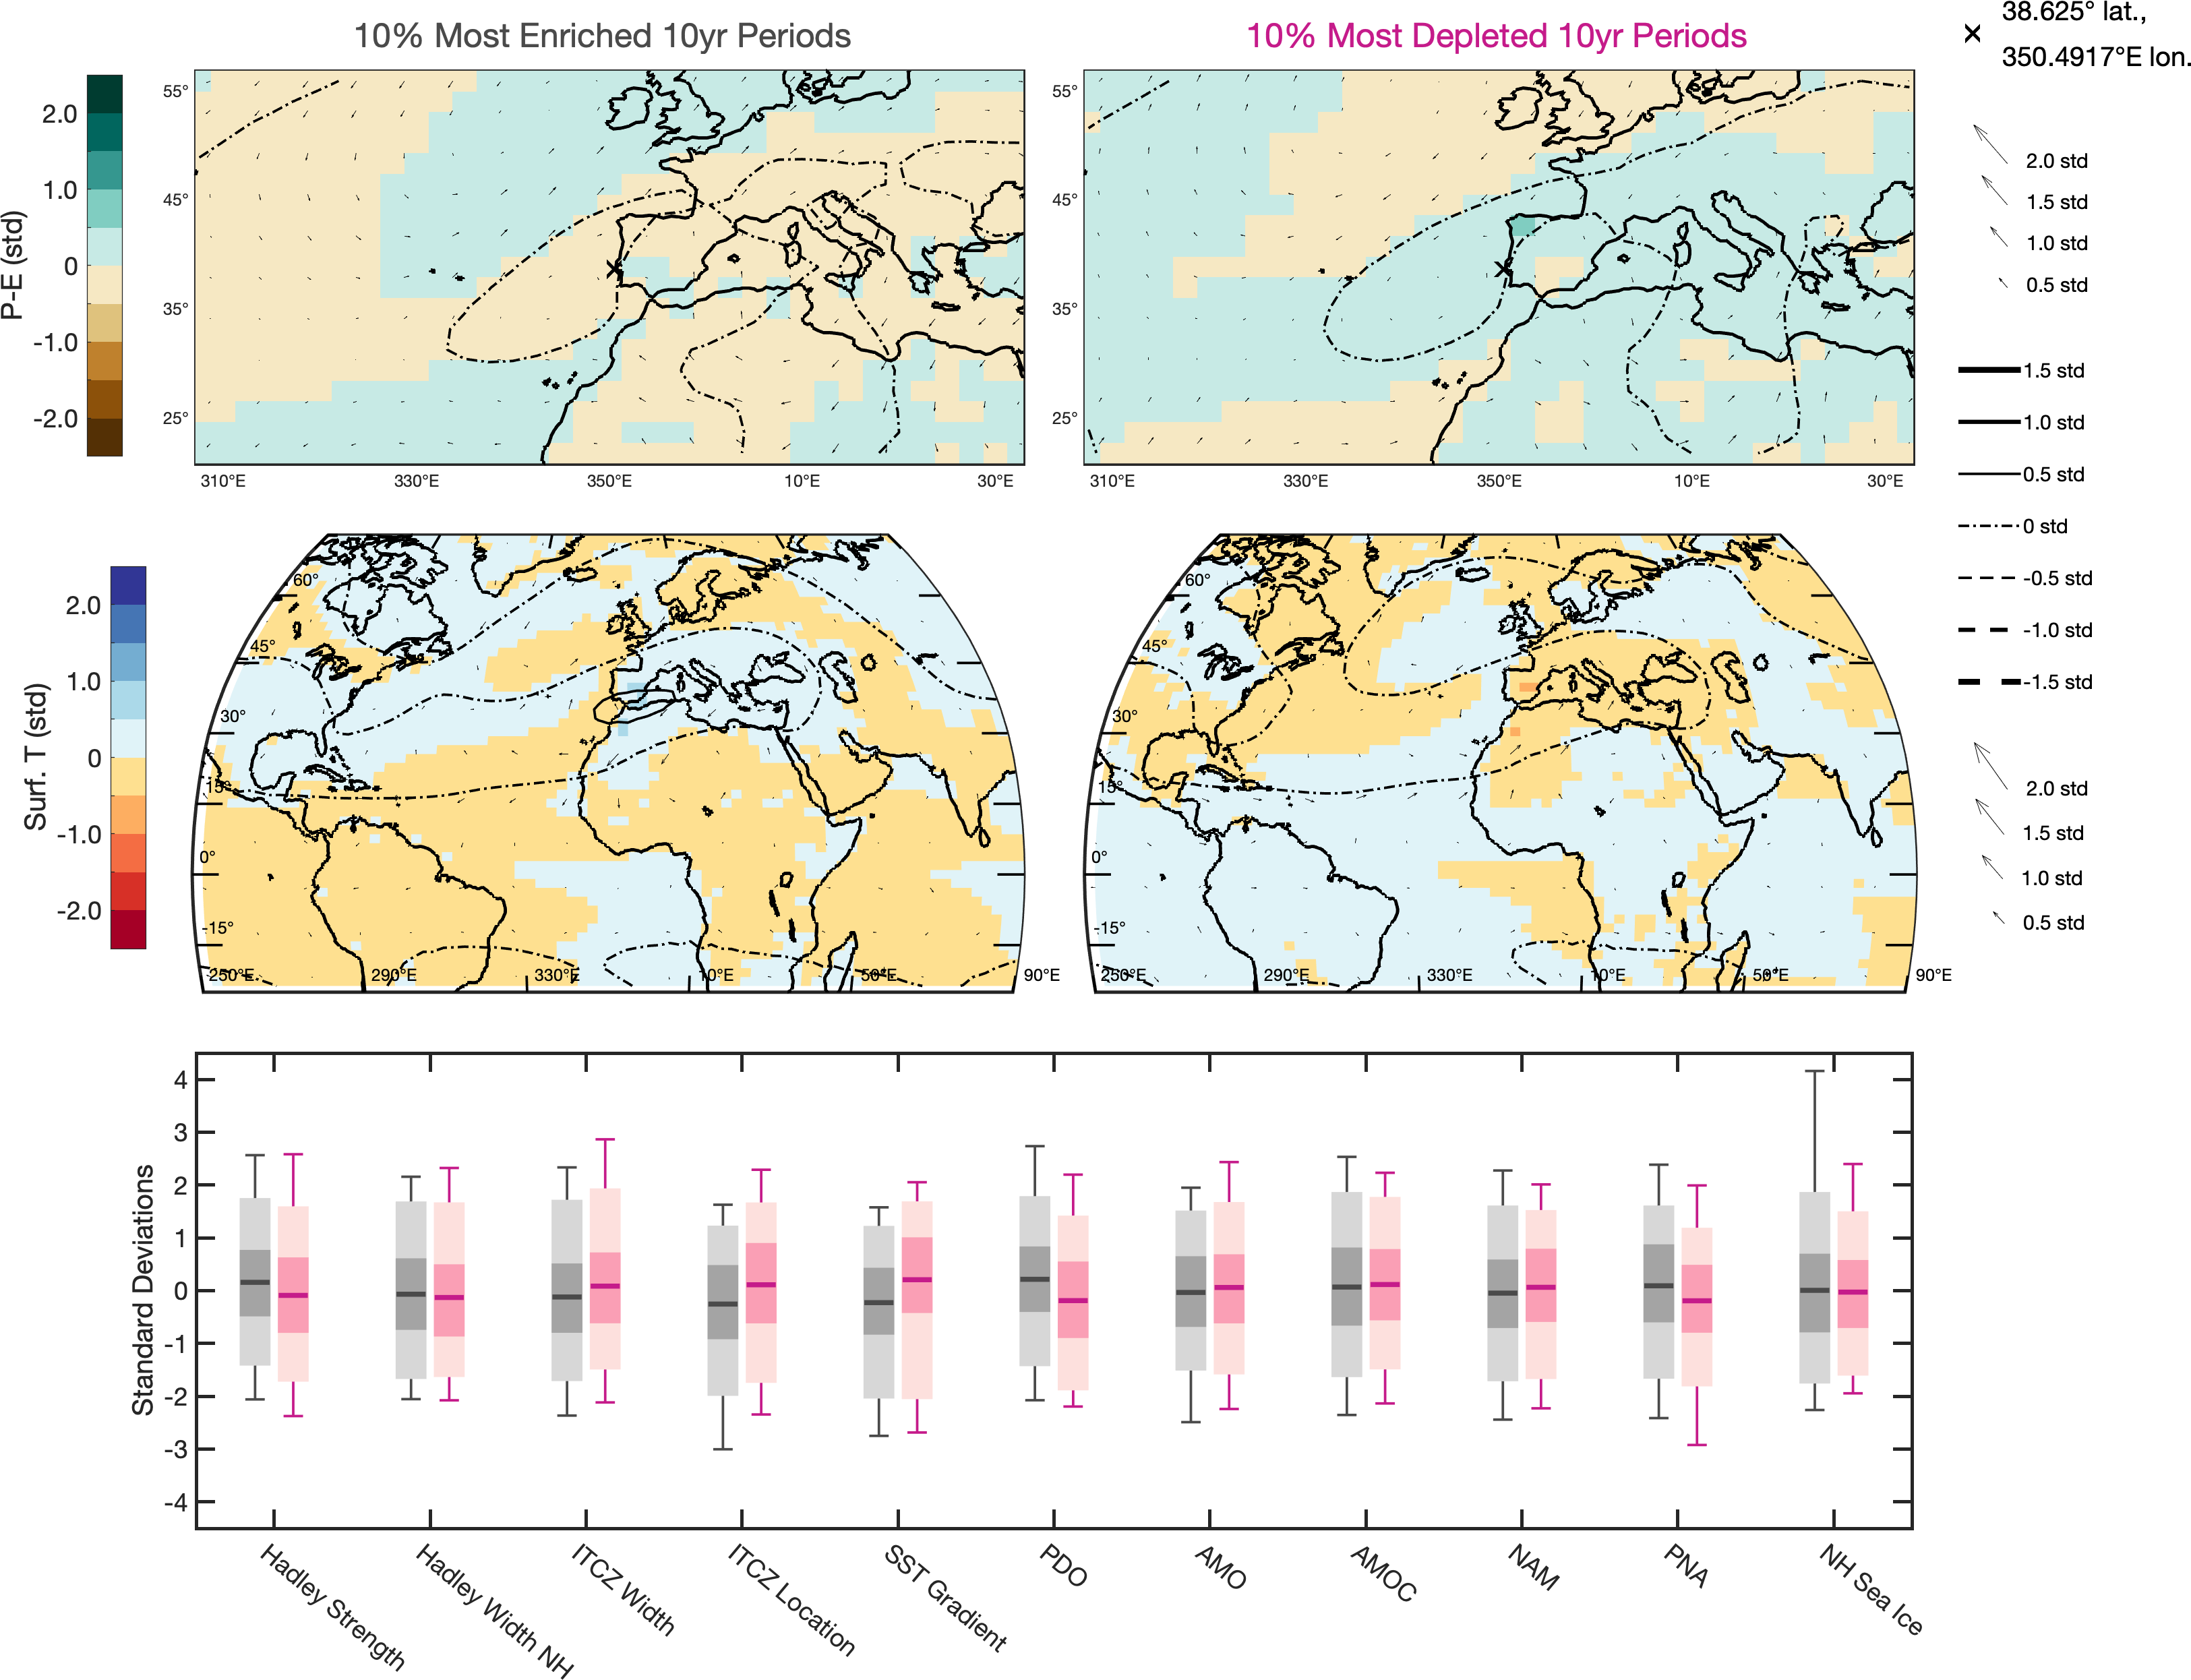 10% Most Enriched 10yr Periods
10% Most Depleted 10yr Periods
38.625° lat.,
350.4917°E lon.
P-E (std)
2.0
1.0
0
-1.0
-2.0
55°
45°
35°
25°
310°E
330°E
350°E
10°E
30°E
55°
45°
35°
25°
310°E
330°E
350°E
10°E
30°E
2.0 std
1.5 std
1.0 std
0.5 std
1.5 std
1.0 std
0.5 std
0 std
-0.5 std
-1.0 std
-1.5 std
Surf. T (std)
2.0
1.0
0
-1.0
-2.0
60°
45°
30°
15°
0°
-15°
250°E
290°E
330°E
10°E
50°E
90°E
60°
45°
30°
15°
0°
-15°
250°E
290°E
330°E
10°E
50°E
90°E
2.0 std
1.5 std
1.0 std
0.5 std
Standard Deviations
4
3
2
1
0
-1
-2
-3
-4
Hadley Strength
Hadley Width NH
ITCZ Width
ITCZ Location
SST Gradient
PDO
AMO
AMOC
NAM
PNA
NH Sea Ice